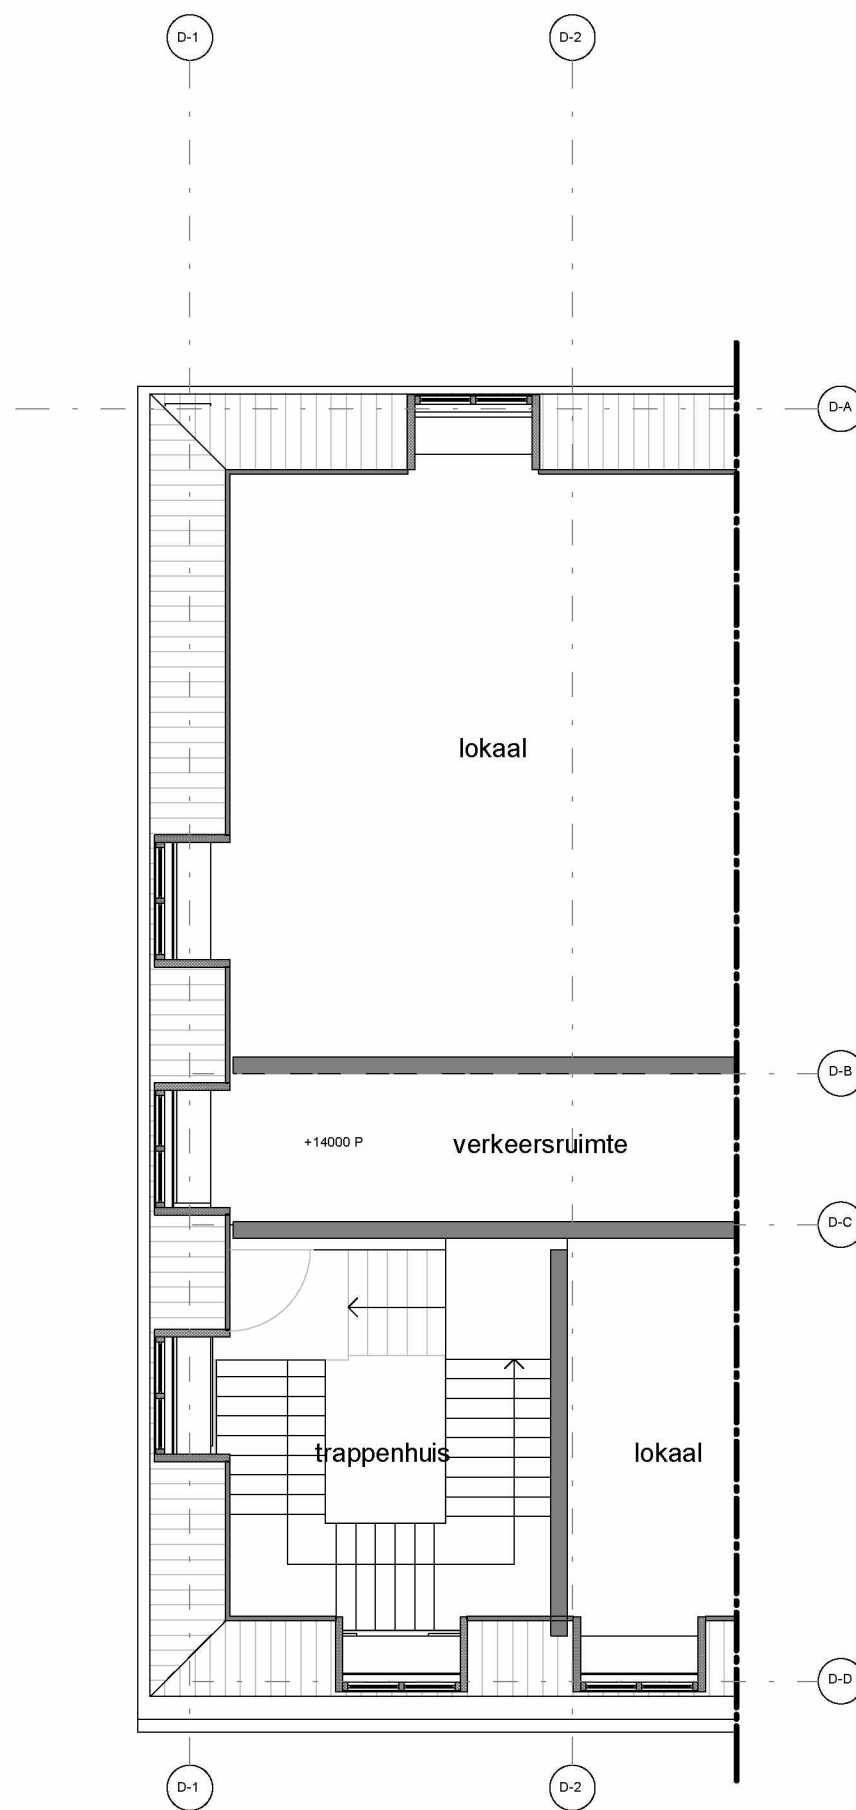 D-1
D-2
D-A
lokaal
D-B
+14000 P
verkeersruimte
D-C
trappenhuis
lokaal
D-D
D-1
D-2